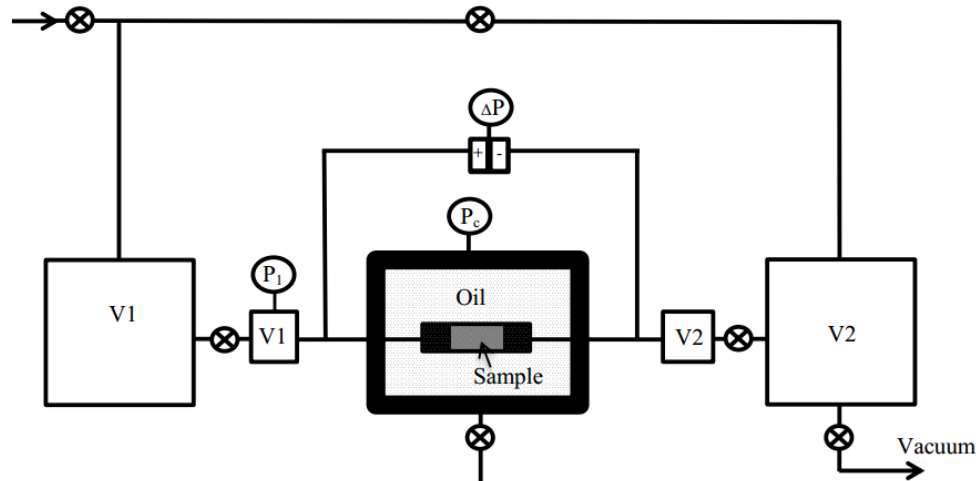 ΔP
+ -
Pc
P1
V1
V1
Oil
Sample
V2
V2
Vacuum